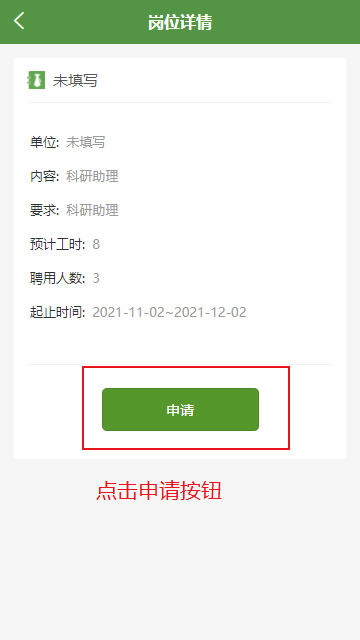 岗位详情
未填写
单位: 未填写
内容: 科研助理
要求: 科研助理
预计工时: 8
聘用人数: 3
起止时间: 2021-11-02~2021-12-02
申请
点击申请按钮